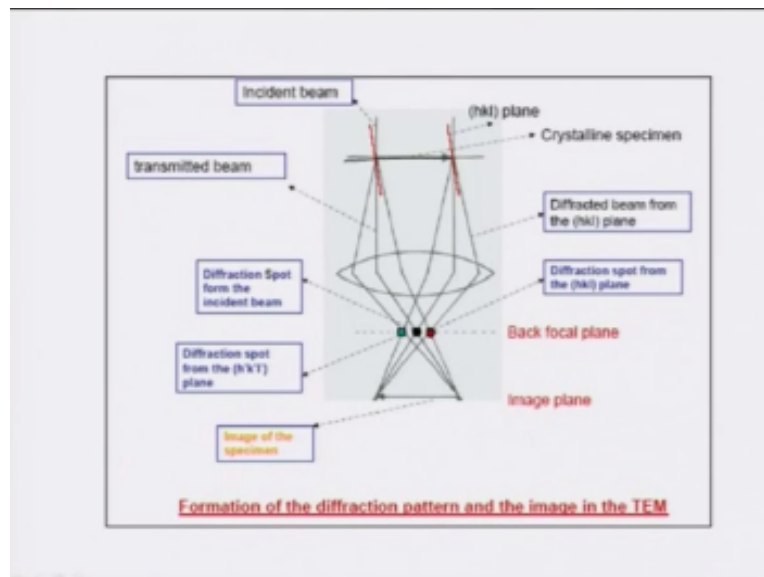 Incident beam
(hkl) plane
Crystalline specimen
transmitted beam
Diffracted beam from
the (hkl) plane
Diffraction Spot
form the
incident beam
Diffraction spot from
the (hkl) plane
Back focal plane
Diffraction spot
from the (h'k'l')
plane
Image plane
Image of the
specimen
Formation of the diffraction pattern and the image in the TEM